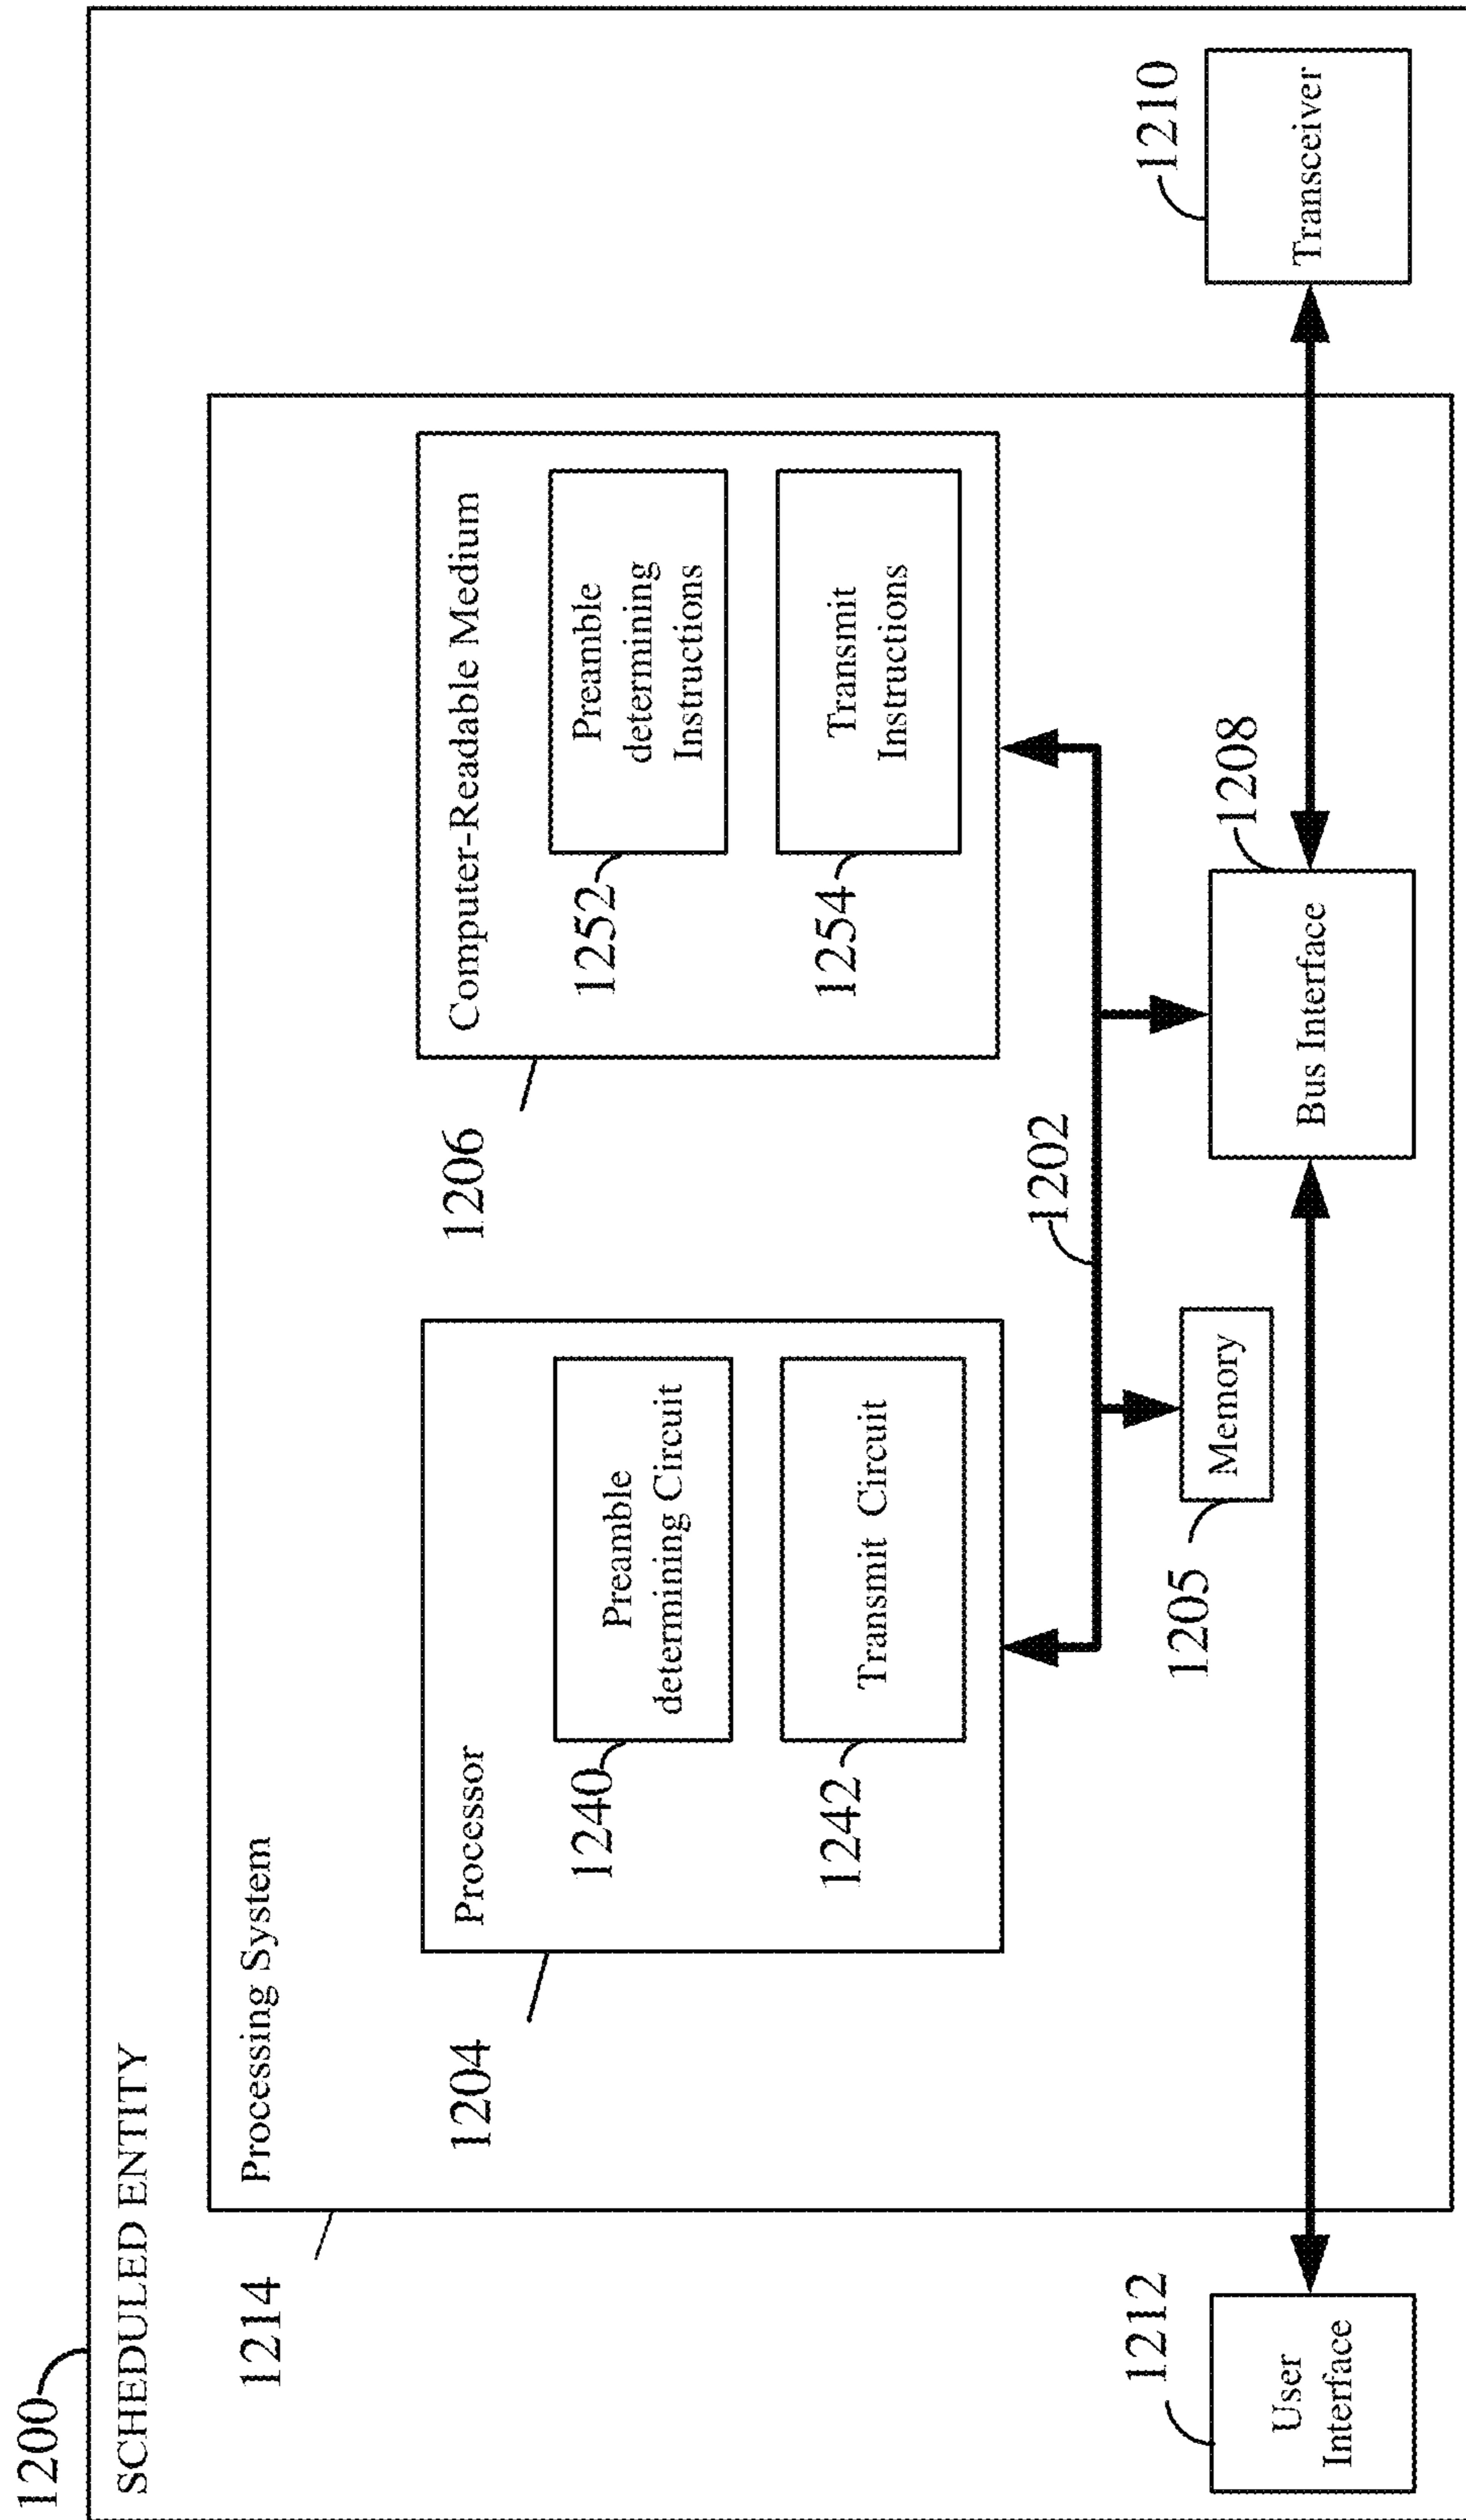 1200
SCHEDULED ENTITY
1214
Processing System
1204
Processor
1240
Preamble
determining Circuit
1242
Transmit Circuit
1206
Computer-Readable Medium
1252
Preamble
determining
Instructions
1254
Transmit
Instructions
1202
1205
Memory
1212
User
Interface
1208
Bus Interface
1210
Transceiver